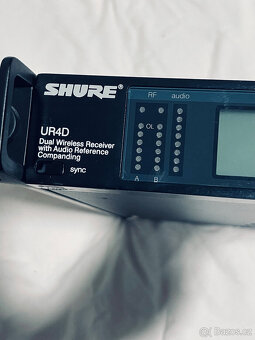 SHURE
RF audio
OL
UR4D
Dual Wireless Receiver
with Audio Reference
Companding
sync
A B
Bazos.cz